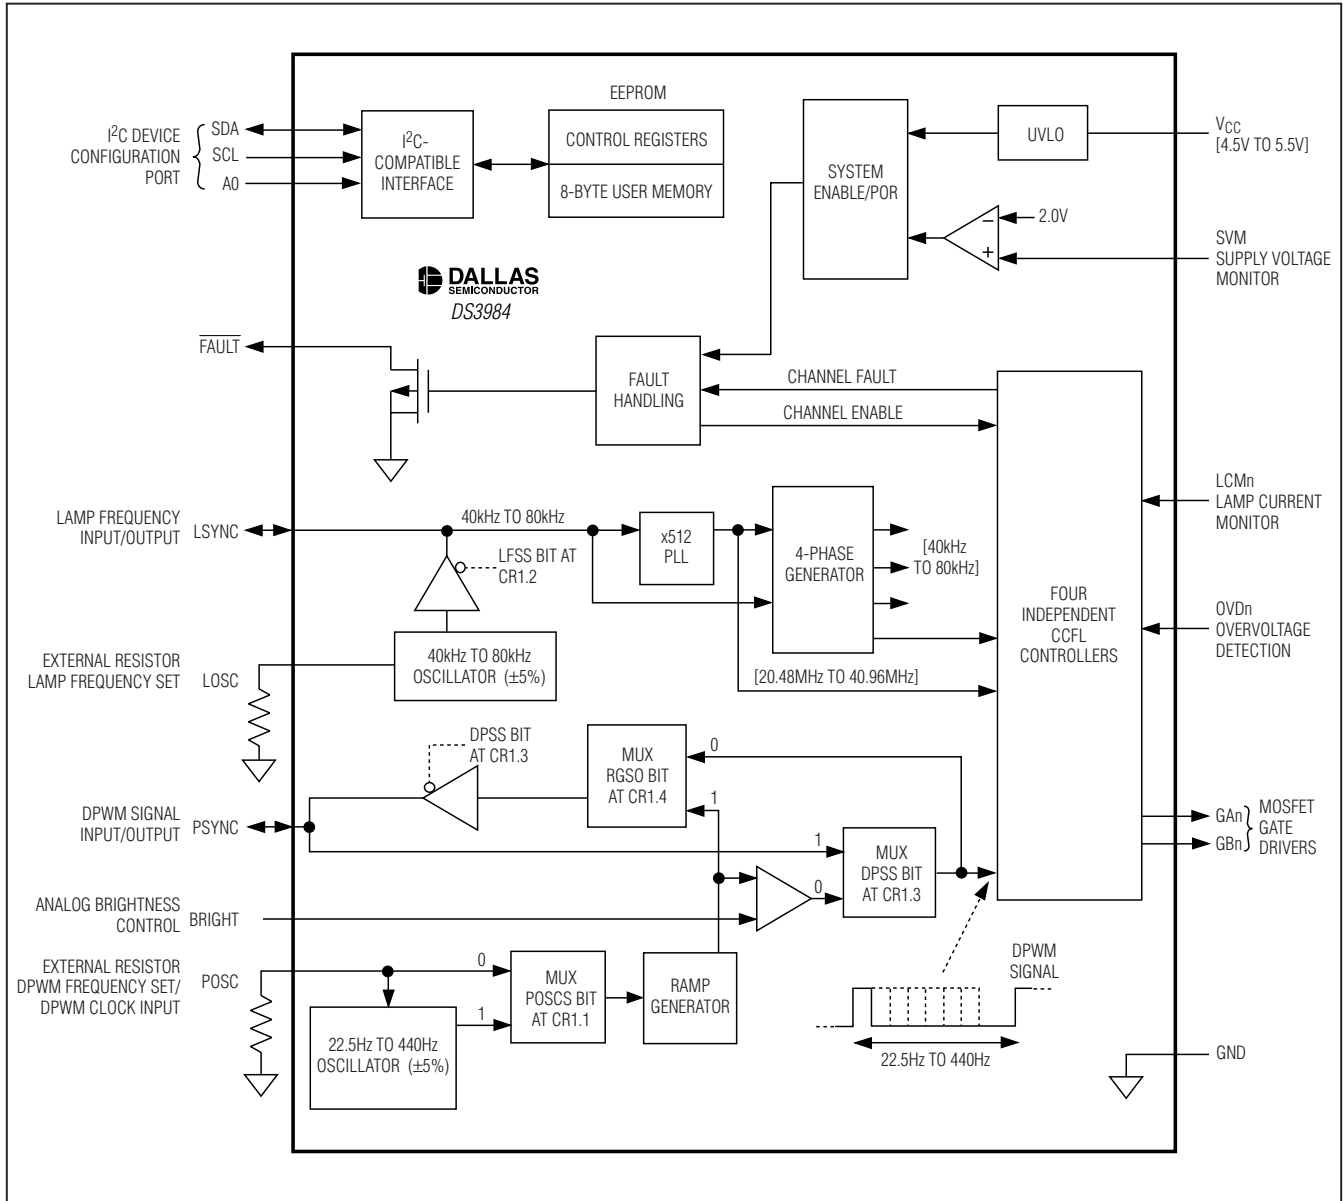 EEPROM
I²C DEVICE
CONFIGURATION
PORT
SDA
SCL
A0
I²C-
COMPATIBLE
INTERFACE
CONTROL REGISTERS
8-BYTE USER MEMORY
SYSTEM
ENABLE/POR
UVLO
VCC
[4.5V TO 5.5V]
2.0V
–
+
SVM
SUPPLY VOLTAGE
MONITOR
DALLAS
SEMICONDUCTOR
DS3984
FAULT
FAULT
HANDLING
CHANNEL FAULT
CHANNEL ENABLE
LAMP FREQUENCY
INPUT/OUTPUT
LSYNC
40kHz TO 80kHz
LFSS BIT AT
CR1.2
x512
PLL
4-PHASE
GENERATOR
[40kHz
TO 80kHz]
FOUR
INDEPENDENT
CCFL
CONTROLLERS
LCMn
LAMP CURRENT
MONITOR
OVDn
OVERVOLTAGE
DETECTION
EXTERNAL RESISTOR
LAMP FREQUENCY SET
LOSC
40kHz TO 80kHz
OSCILLATOR (±5%)
[20.48MHz TO 40.96MHz]
DPSS BIT
AT CR1.3
MUX
RGSO BIT
AT CR1.4
0
1
DPWM SIGNAL
INPUT/OUTPUT
PSYNC
1
0
MUX
DPSS BIT
AT CR1.3
GAn
GBn
MOSFET
GATE
DRIVERS
ANALOG BRIGHTNESS
CONTROL
BRIGHT
EXTERNAL RESISTOR
DPWM FREQUENCY SET/
DPWM CLOCK INPUT
POSC
0
1
22.5Hz TO 440Hz
OSCILLATOR (±5%)
MUX
POSCS BIT
AT CR1.1
RAMP
GENERATOR
DPWM
SIGNAL
22.5Hz TO 440Hz
GND